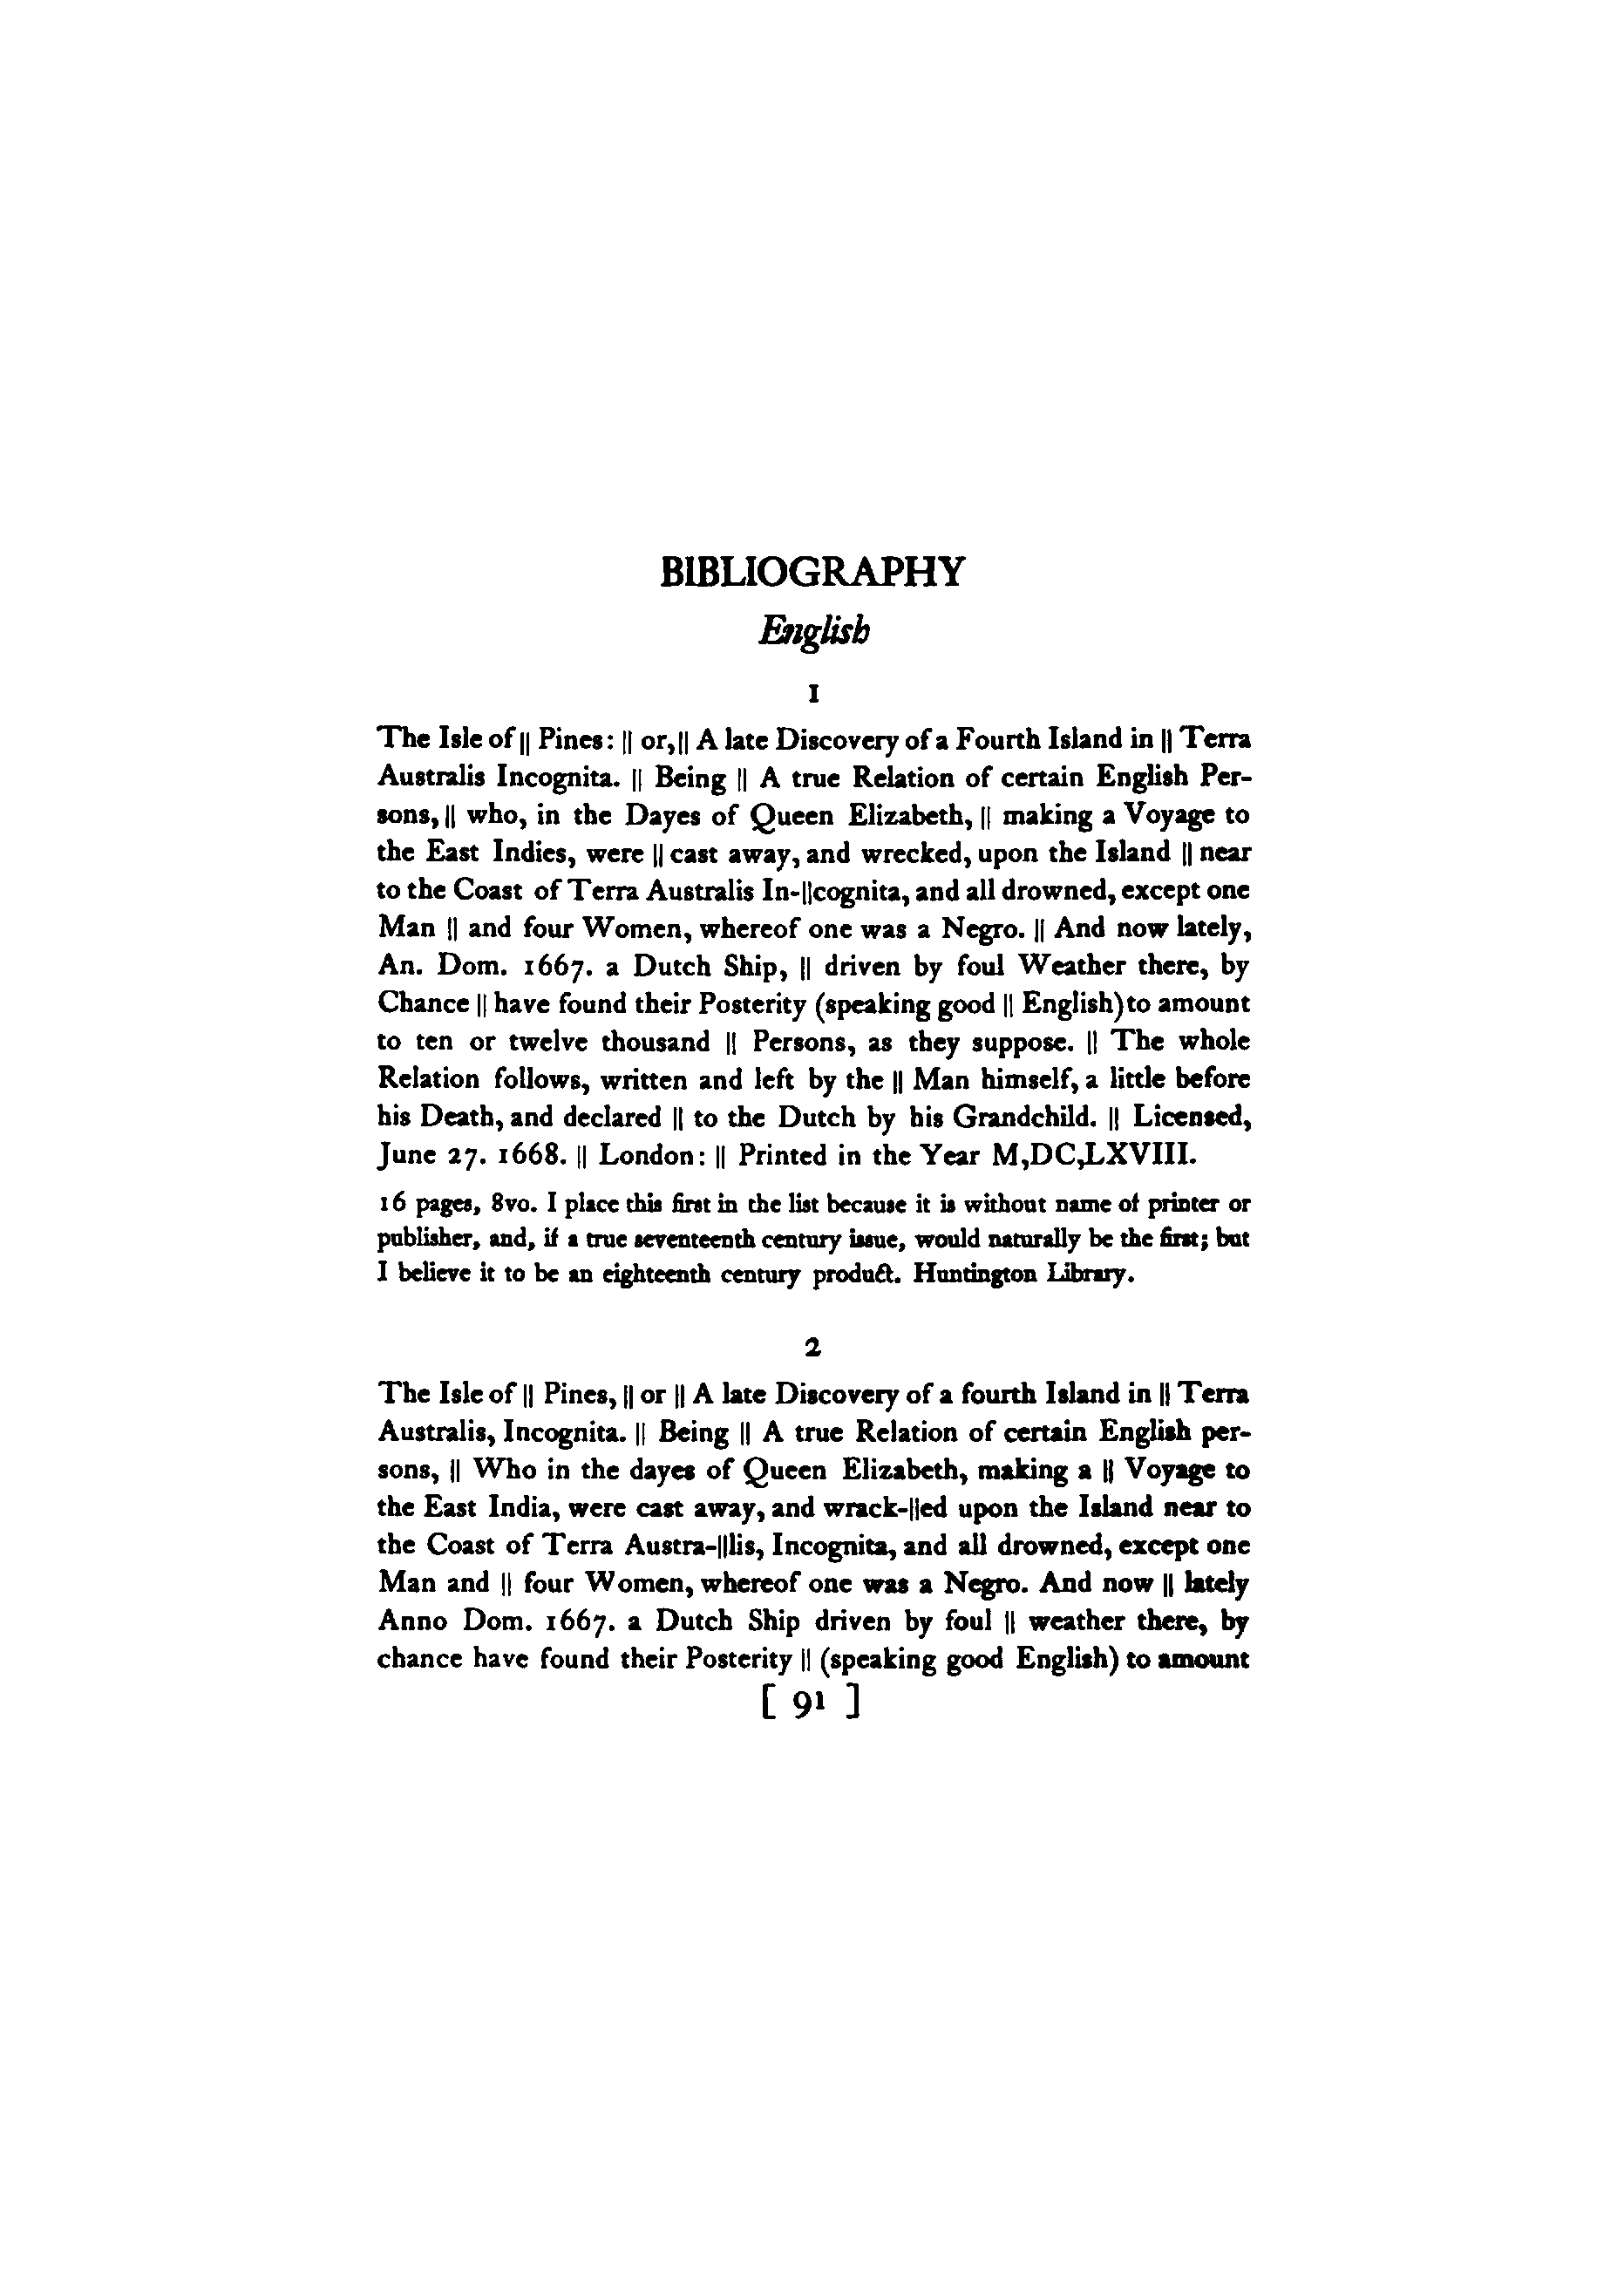 BIBLIOGRAPHY
English
1
The Isle of || Pines: || or, || A late Discovery of a Fourth Island in || Terra
Australis Incognita. || Being || A true Relation of certain English Per-
sons, || who, in the Dayes of Queen Elizabeth, || making a Voyage to
the East Indies, were || cast away, and wrecked, upon the Island || near
to the Coast of Terra Australis In-||cognita, and all drowned, except one
Man || and four Women, whereof one was a Negro. || And now lately,
An. Dom. 1667. a Dutch Ship, || driven by foul Weather there, by
Chance || have found their Posterity (speaking good || English) to amount
to ten or twelve thousand || Persons, as they suppose. || The whole
Relation follows, written and left by the || Man himself, a little before
his Death, and declared || to the Dutch by his Grandchild. || Licensed,
June 27. 1668. || London: || Printed in the Year M,DC,LXVIII.
16 pages, 8vo. I place this first in the list because it is without name of printer or
publisher, and, if a true seventeenth century issue, would naturally be the first; but
I believe it to be an eighteenth century product. Huntington Library.
2
The Isle of || Pines, || or || A late Discovery of a fourth Island in || Terra
Australis, Incognita. || Being || A true Relation of certain English per-
sons, || Who in the dayes of Queen Elizabeth, making a || Voyage to
the East India, were cast away, and wrack-||ed upon the Island near to
the Coast of Terra Austra-||lis, Incognita, and all drowned, except one
Man and || four Women, whereof one was a Negro. And now || lately
Anno Dom. 1667. a Dutch Ship driven by foul || weather there, by
chance have found their Posterity || (speaking good English) to amount
[ 91 ]